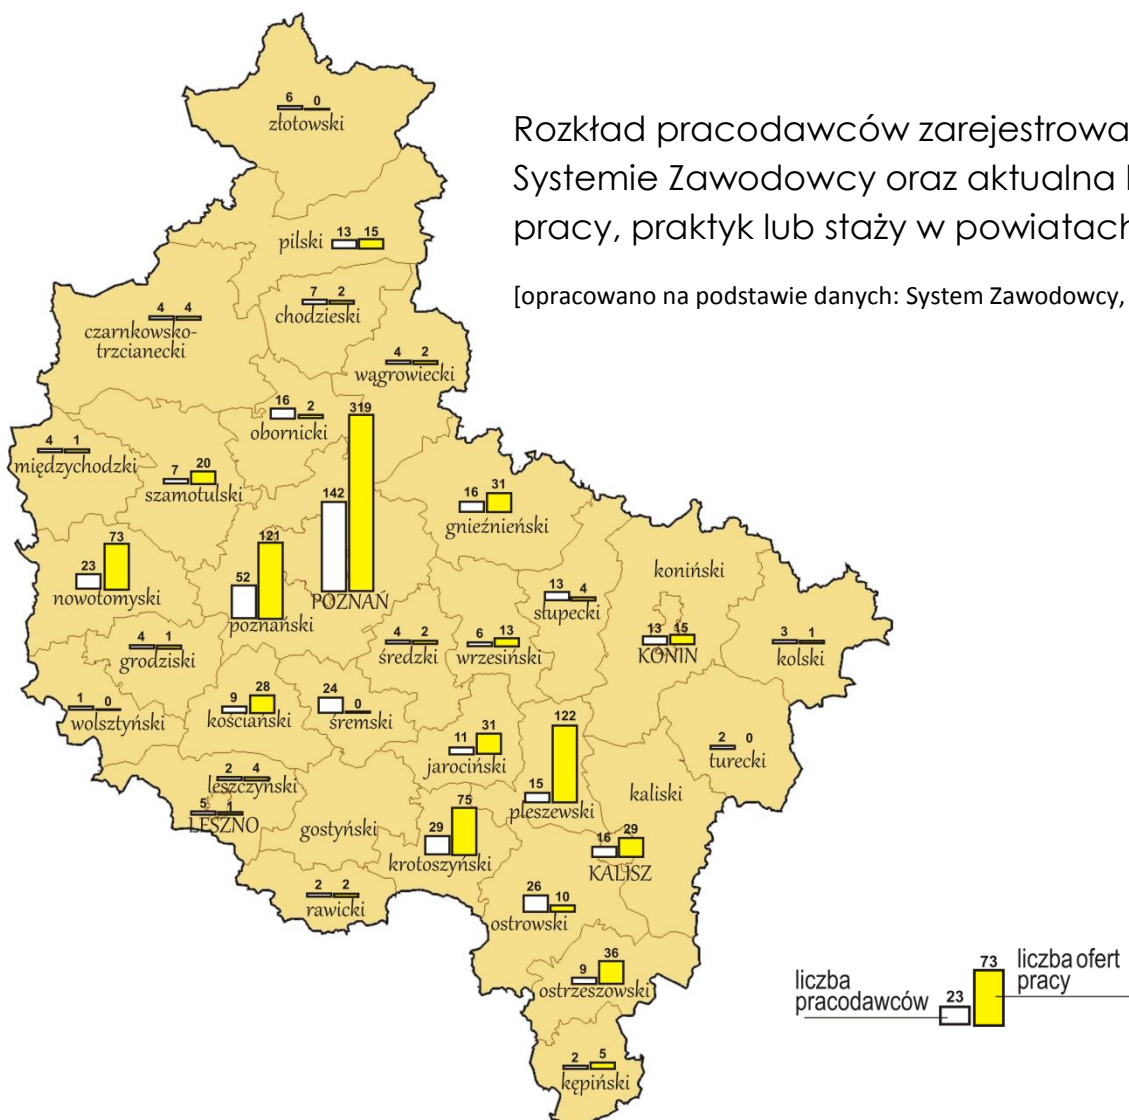 Rozkład pracodawców zarejestrowa
Systemie Zawodowcy oraz aktualna
pracy, praktyk lub staży w powiatach
[opracowano na podstawie danych: System Zawodowcy,
6 0
złotowski
pilski 13 15
7 2
chodzieski
4 4
czarnkowsko-
trzcianecki
4 2
wągrowiecki
16 2
obornicki
319
142
POZNAŃ
4 1
międzychodzki
7 20
szamotulski
16 31
gnieźnieński
23 73
nowotomyski
52 121
poznański
koniński
13 4
słupecki
13 15
KONIN
3 1
kolski
4 1
grodziski
4 2
średzki
6 13
wrzesiński
1 0
wolsztyński
9 28
kościański
24 0
śremski
11 31
jarociński
15 122
pleszewski
2 0
turecki
2 4
leszczyński
5 1
LESZNO
gostyński
29 75
krotoszyński
kaliski
16 29
KALISZ
2 2
rawicki
26 10
ostrowski
9 36
ostrzeszowski
2 5
kępiński
liczba
pracodawców
23 73
liczba ofert
pracy